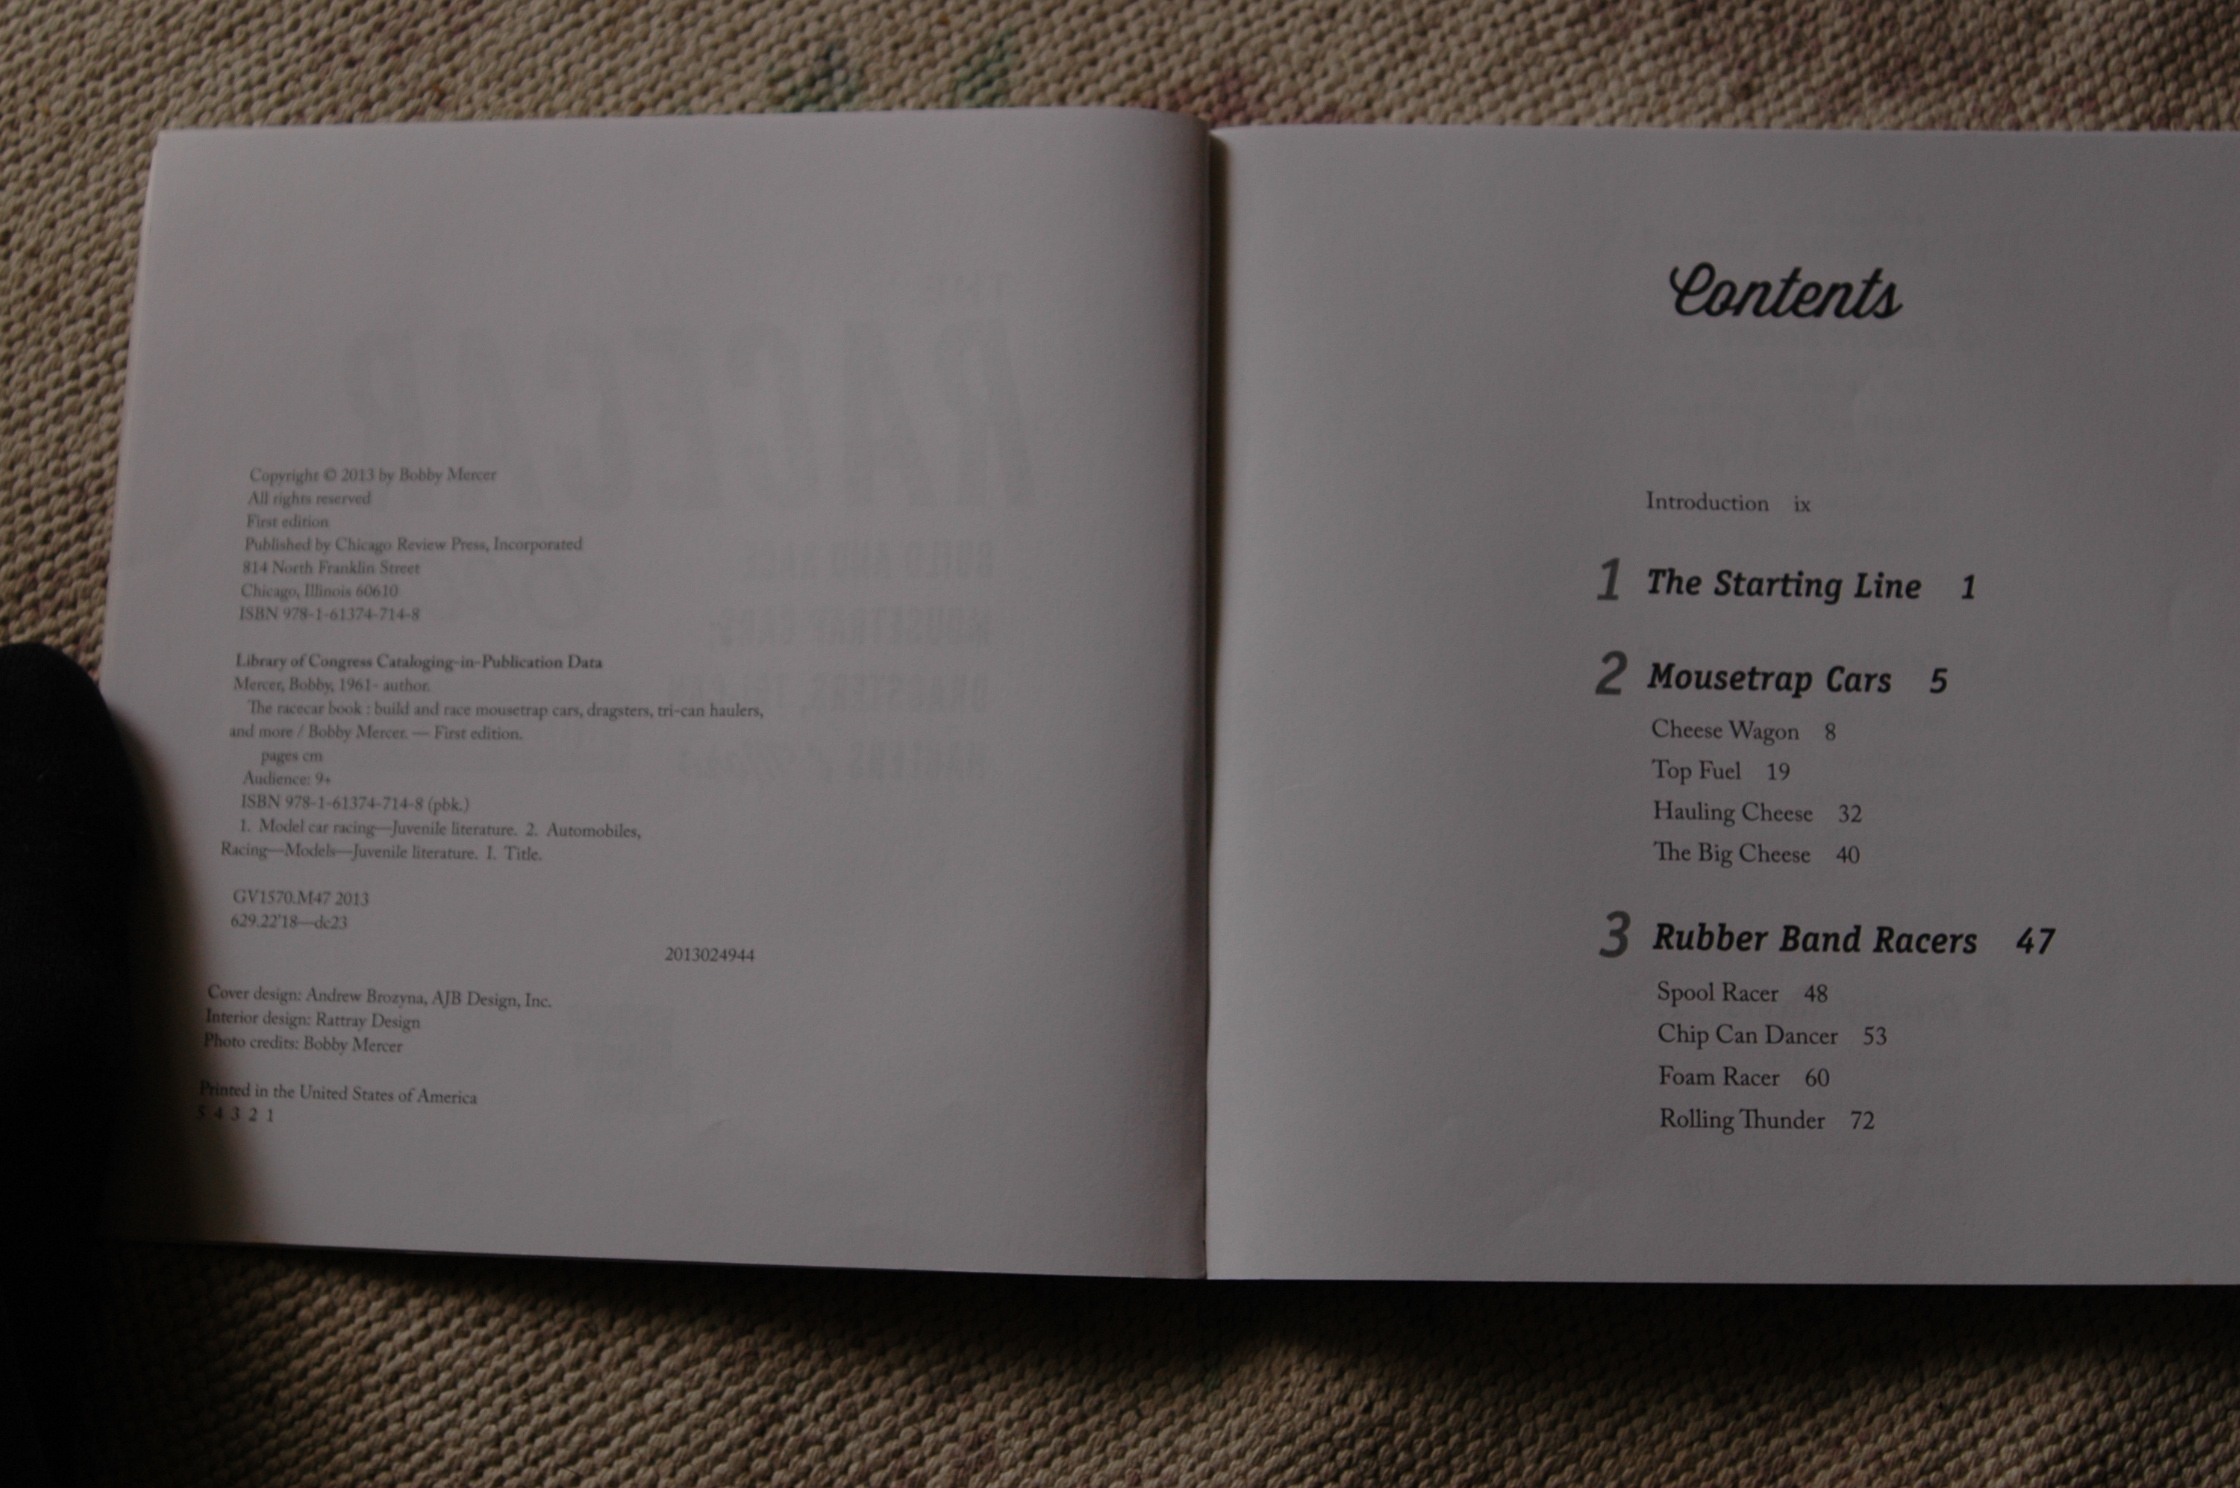 Copyright © 2013 by Bobby Mercer
All rights reserved
First edition
Published by Chicago Review Press, Incorporated
814 North Franklin Street
Chicago, Illinois 60610
ISBN 978-1-61374-714-8
Library of Congress Cataloging-in-Publication Data
Mercer, Bobby, 1961- author.
The racecar book : build and race mousetrap cars, dragsters, tri-can haulers,
and more / Bobby Mercer. — First edition.
pages cm
Audience: 9+
ISBN 978-1-61374-714-8 (pbk.)
1. Model car racing—Juvenile literature. 2. Automobiles,
Racing—Models—Juvenile literature. I. Title.
GV1570.M47 2013
629.22'18—dc23
2013024944
Cover design: Andrew Brozyna, AJB Design, Inc.
Interior design: Rattray Design
Photo credits: Bobby Mercer
Printed in the United States of America
5 4 3 2 1
Contents
Introduction ix
1 The Starting Line 1
2 Mousetrap Cars 5
Cheese Wagon 8
Top Fuel 19
Hauling Cheese 32
The Big Cheese 40
3 Rubber Band Racers 47
Spool Racer 48
Chip Can Dancer 53
Foam Racer 60
Rolling Thunder 72